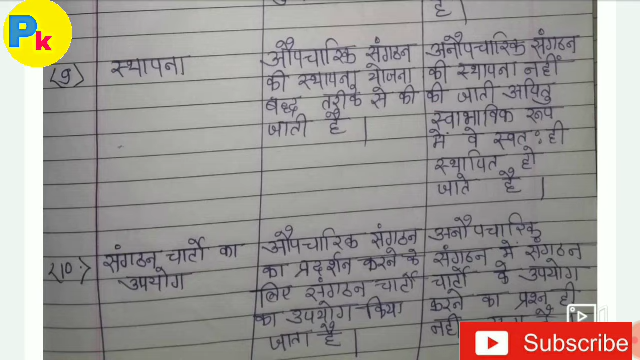 Pk
है।
<9> स्थापना
औपचारिक संगठन
की स्थापना योजना
बद्ध तरीके से की
जाती है।
अनौपचारिक संगठन
की स्थापना नहीं
की जाती अपितु
स्वाभाविक रूप
में वे स्वत: ही
स्थापित हो
जाते है।
<10.> संगठन चार्टो का
उपयोग
औपचारिक संगठन
का प्रदर्शन करने के
लिए संगठन चार्टो
का उपयोग किया
जाता है।
अनौपचारिक
संगठन में संगठन
चार्टो के उपयोग
करने का प्रश्न ही
नही
Subscribe